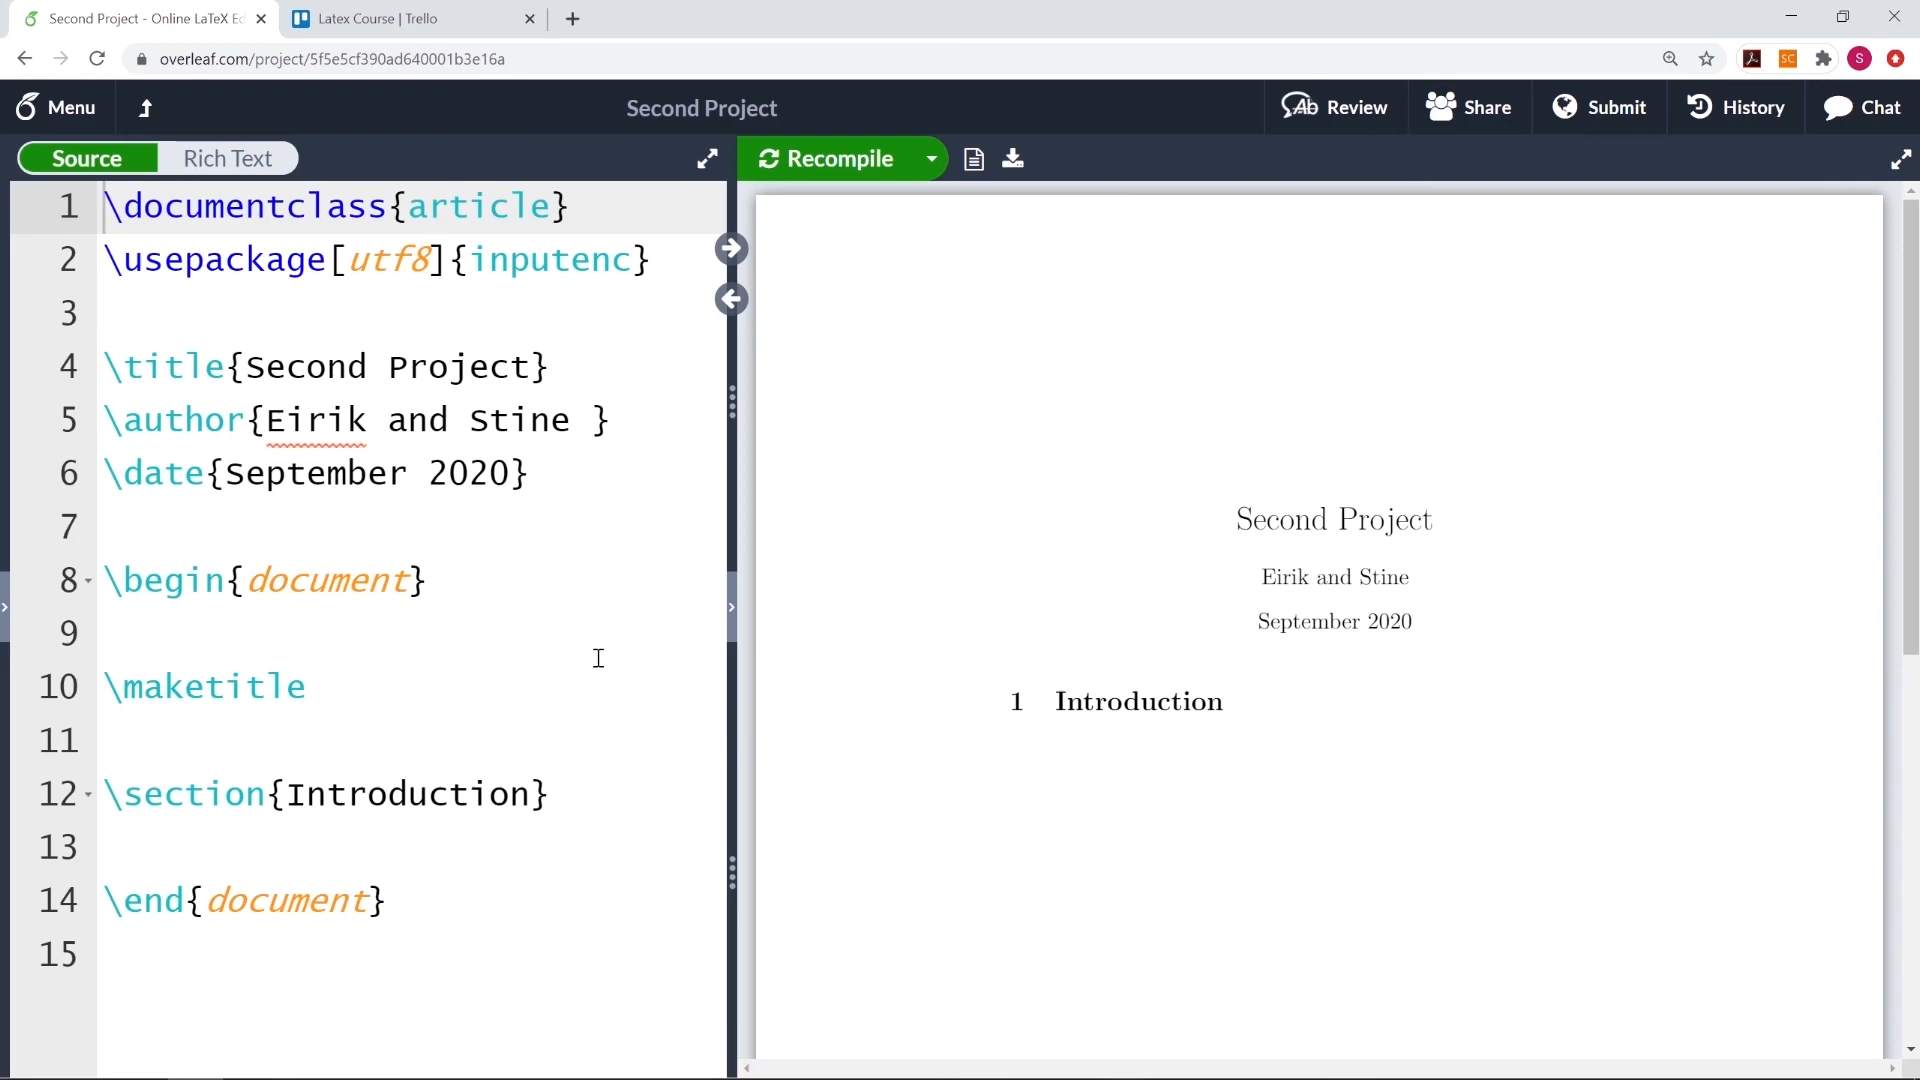 Second Project - Online LaTeX Ed
Latex Course | Trello
overleaf.com/project/5f5e5cf390ad640001b3e16a
SC
S
Menu
Second Project
Review
Share
Submit
History
Chat
Source
Rich Text
Recompile
1 \documentclass{article}
2 \usepackage[utf8]{inputenc}
3
4 \title{Second Project}
5 \author{Eirik and Stine }
6 \date{September 2020}
7
8 \begin{document}
9
10 \maketitle
11
12 \section{Introduction}
13
14 \end{document}
15
Second Project
Eirik and Stine
September 2020
1 Introduction